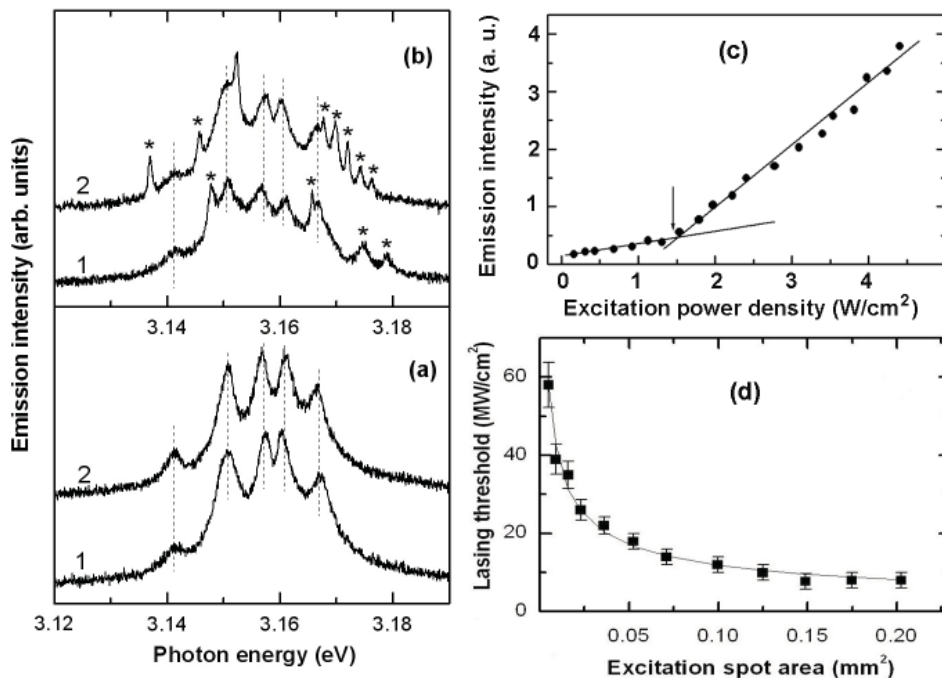 Emission intensity (arb. units)
(b)
* * * * * * *
2
* * * *
1
3.14 3.16 3.18
(a)
2
1
3.12 3.14 3.16 3.18
Photon energy (eV)
Emission intensity (a. u.)
(c)
4
3
2
1
0
0 1 2 3 4
Excitation power density (W/cm²)
Lasing threshold (MW/cm²)
(d)
60
40
20
0
0.05 0.10 0.15 0.20
Excitation spot area (mm²)